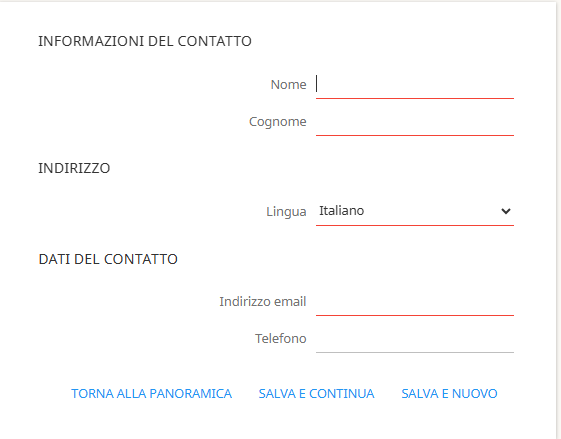 INFORMAZIONI DEL CONTATTO
Nome
Cognome
INDIRIZZO
Lingua Italiano
DATI DEL CONTATTO
Indirizzo email
Telefono
TORNA ALLA PANORAMICA SALVA E CONTINUA SALVA E NUOVO